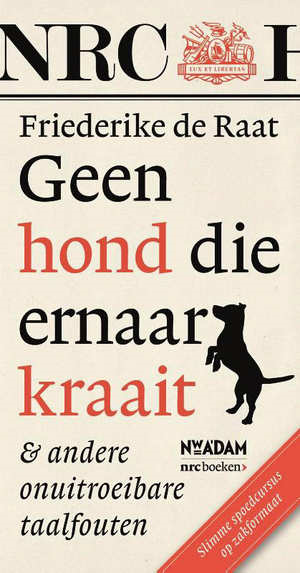 NRC H
LUX ET LIBERTAS
Friederike de Raat
Geen
hond die
ernaar
kraait
& andere
onuitroeibare
taalfouten
NWADAM
nrcboeken>
Slimme spoedcursus
op zakformaat